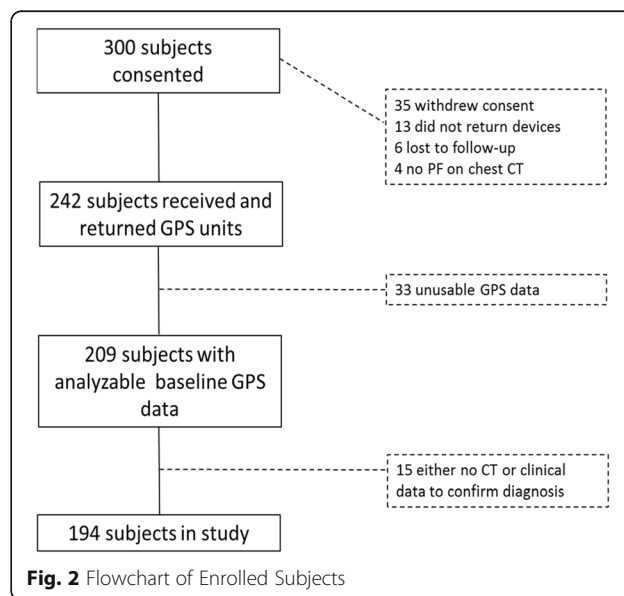 300 subjects
consented
35 withdrew consent
13 did not return devices
6 lost to follow-up
4 no PF on chest CT
242 subjects received and
returned GPS units
33 unusable GPS data
209 subjects with
analyzable baseline GPS
data
15 either no CT or clinical
data to confirm diagnosis
194 subjects in study
Fig. 2 Flowchart of Enrolled Subjects